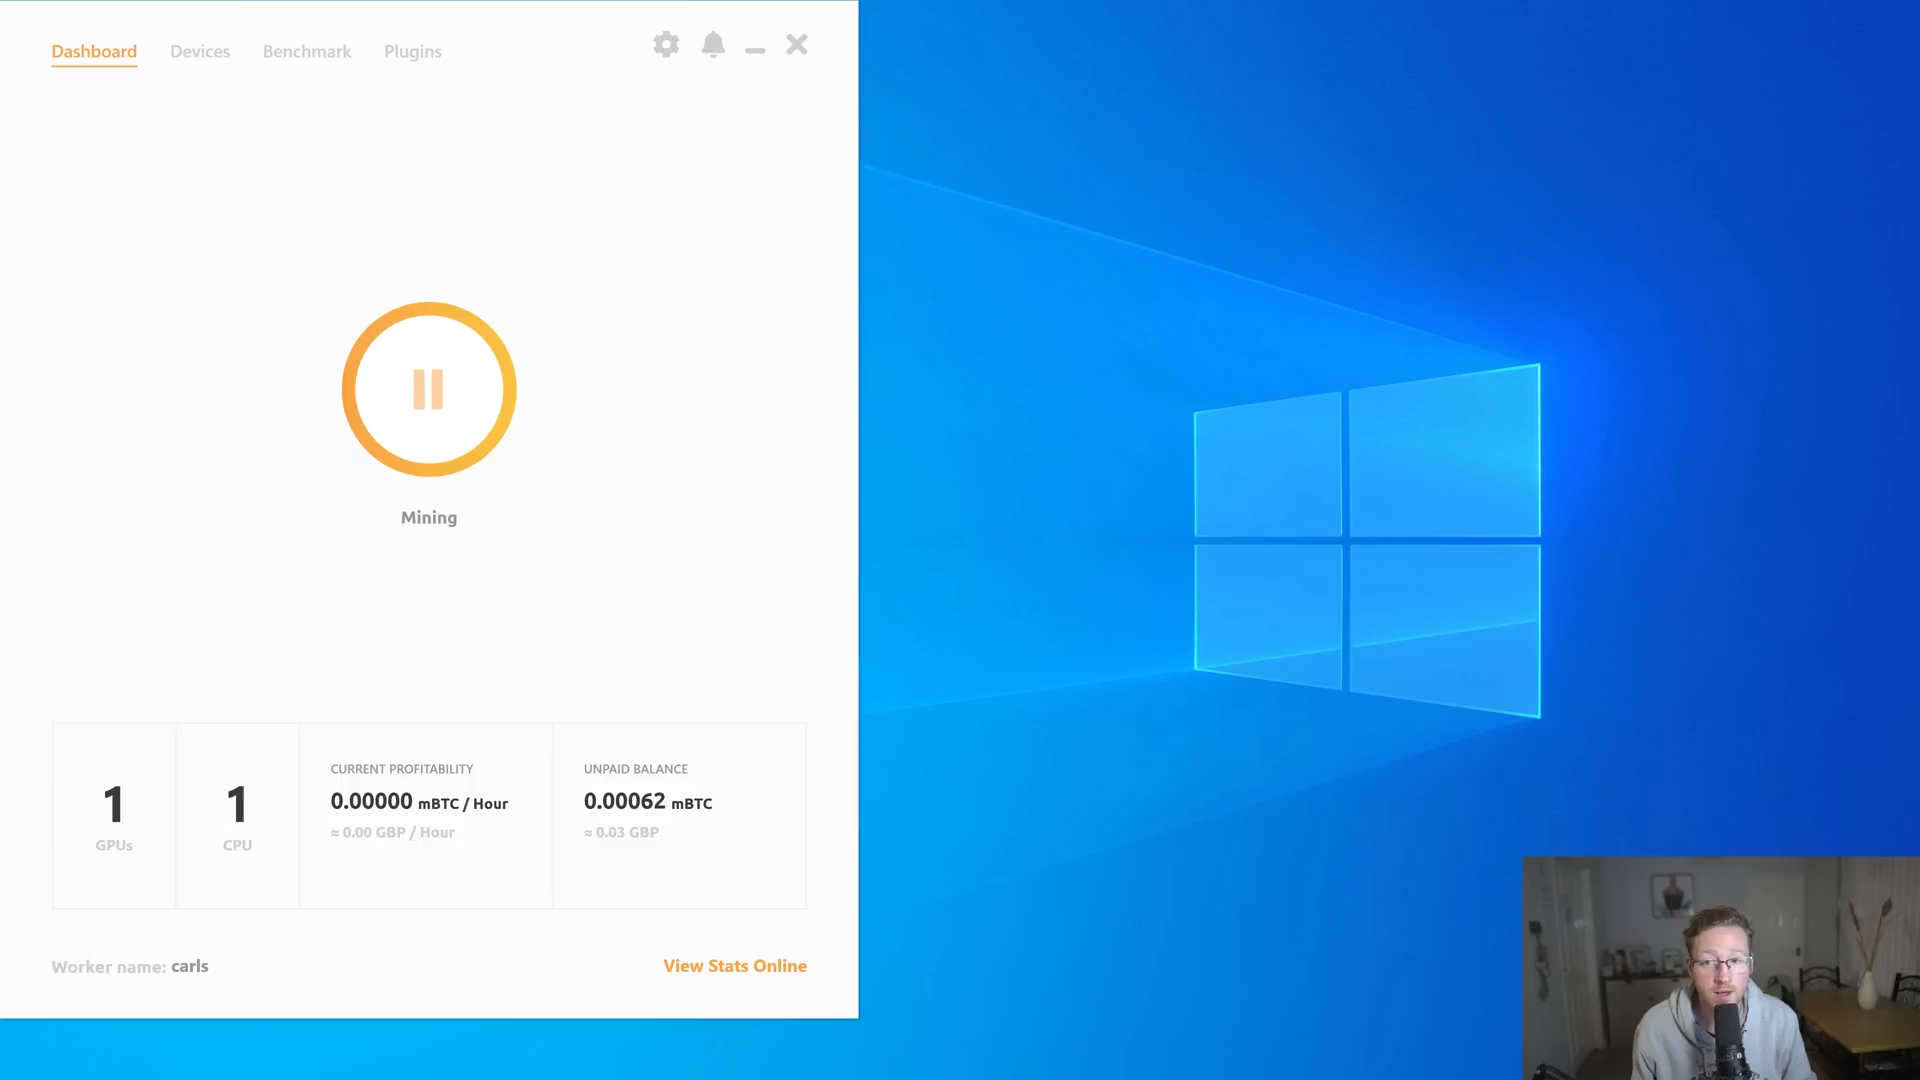 Dashboard Devices Benchmark Plugins
Mining
1
GPUs
1
CPU
CURRENT PROFITABILITY
0.00000 mBTC / Hour
≈ 0.00 GBP / Hour
UNPAID BALANCE
0.00062 mBTC
≈ 0.03 GBP
Worker name: carls
View Stats Online